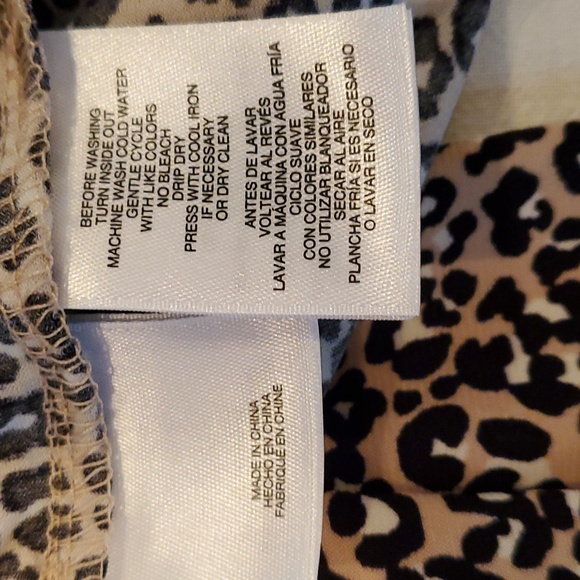 BEFORE WASHING
TURN INSIDE OUT
MACHINE WASH COLD WATER
GENTLE CYCLE
WITH LIKE COLORS
NO BLEACH
DRIP DRY
PRESS WITH COOL IRON
IF NECESSARY
OR DRY CLEAN
ANTES DE LAVAR
VOLTEAR AL REVÉS
LAVAR A MÁQUINA CON AGUA FRÍA
CICLO SUAVE
CON COLORES SIMILARES
NO UTILIZAR BLANQUEADOR
SECAR AL AIRE
PLANCHA FRÍA SI ES NECESARIO
O LAVAR EN SECO
MADE IN CHINA
HECHO EN CHINA
FABRIQUÉ EN CHINE